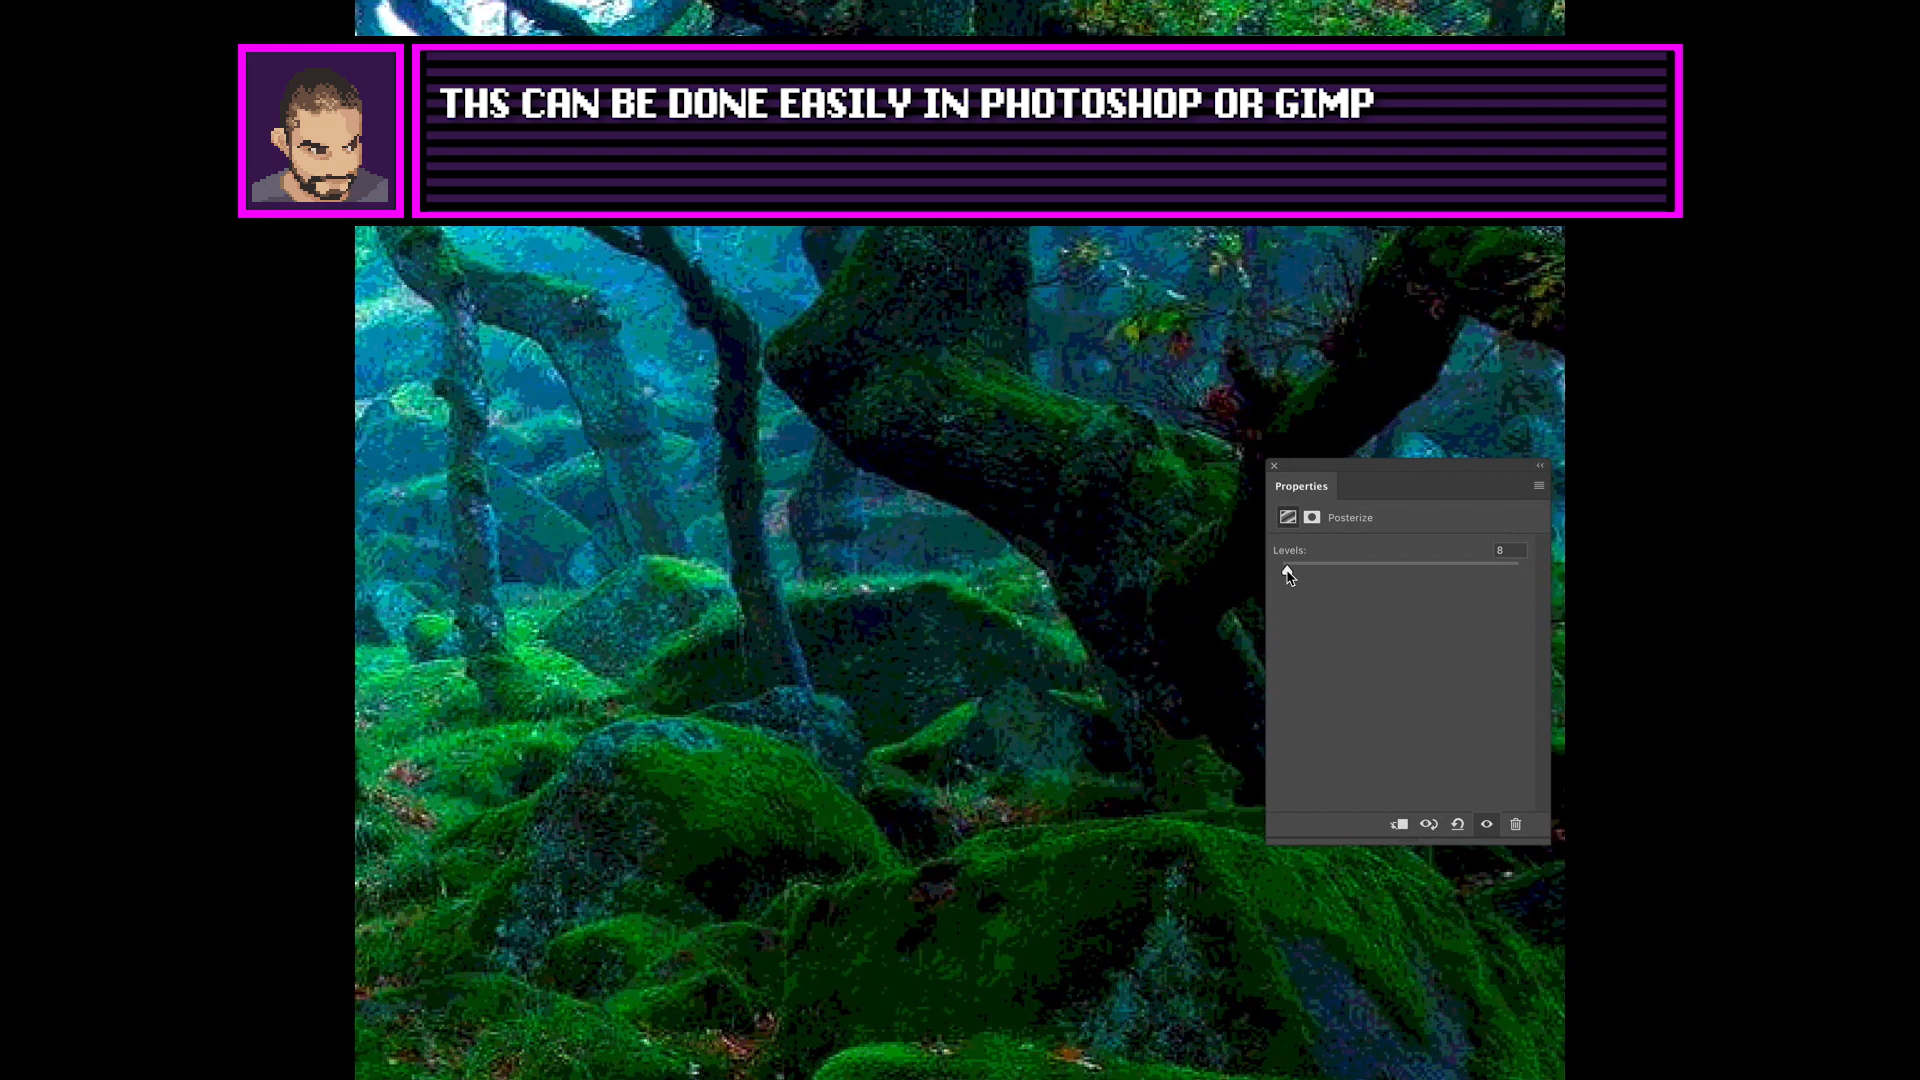 THS CAN BE DONE EASILY IN PHOTOSHOP OR GIMP
Properties
Posterize
Levels: 8